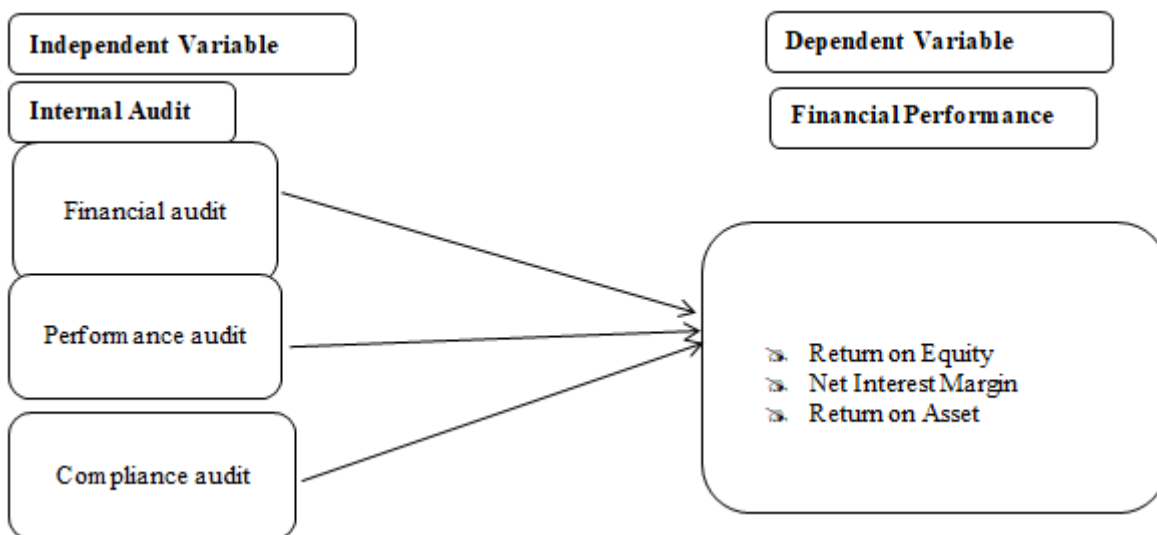 Independent Variable
Dependent Variable
Internal Audit
Financial Performance
Financial audit
Performance audit
Return on Equity
Net Interest Margin
Return on Asset
Compliance audit